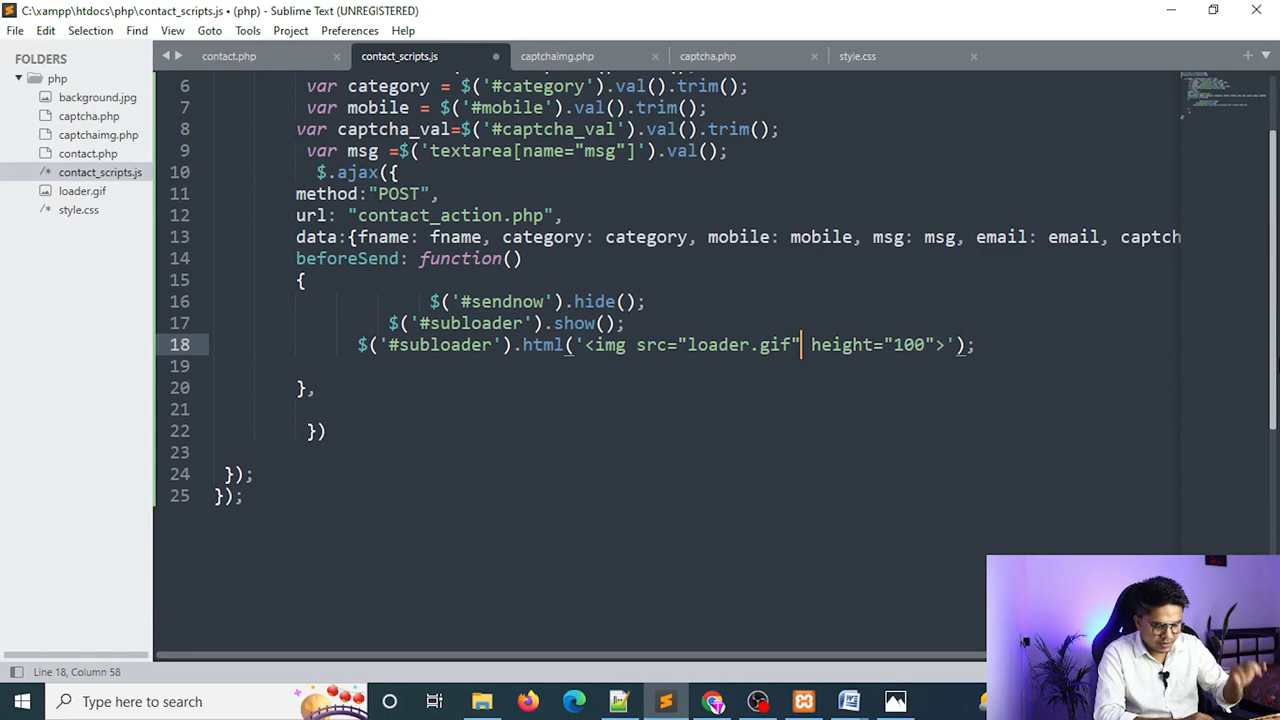 C:\xampp\htdocs\php\contact_scripts.js • (php) - Sublime Text (UNREGISTERED)
File Edit Selection Find View Goto Tools Project Preferences Help
FOLDERS
php
background.jpg
captcha.php
captchaimg.php
contact.php
/* contact_scripts.js
loader.gif
/* style.css
contact.php × contact_scripts.js • captchaimg.php × captcha.php × style.css ×
6 var category = $('#category').val().trim();
7 var mobile = $('#mobile').val().trim();
8 var captcha_val=$('#captcha_val').val().trim();
9 var msg =$('textarea[name="msg"]').val();
10 $.ajax({
11 method:"POST",
12 url: "contact_action.php",
13 data:{fname: fname, category: category, mobile: mobile, msg: msg, email: email, captch
14 beforeSend: function()
15 {
16 $('#sendnow').hide();
17 $('#subloader').show();
18 $('#subloader').html('<img src="loader.gif" height="100">');
19
20 },
21
22 })
23
24 });
25 });
Line 18, Column 58
Type here to search